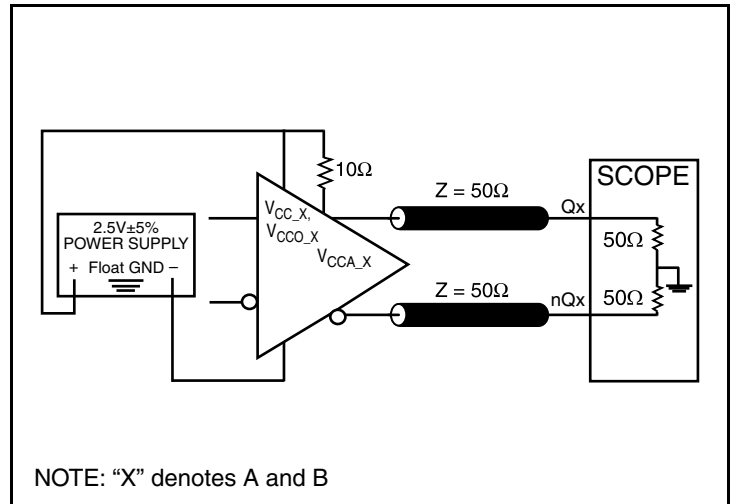 10Ω
Z = 50Ω
Qx
SCOPE
V_CC_X,
V_CCO_X
V_CCA_X
2.5V±5%
POWER SUPPLY
+ Float GND –
50Ω
50Ω
Z = 50Ω
nQx
NOTE: “X” denotes A and B